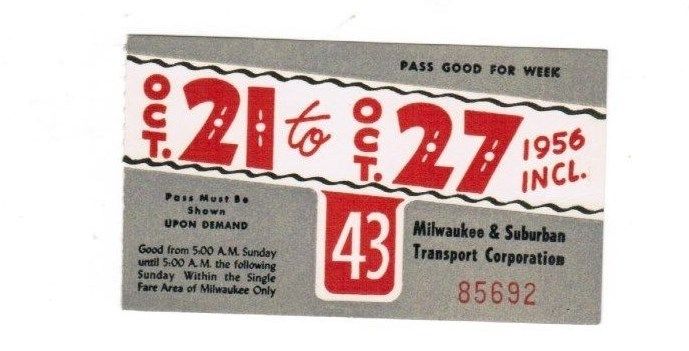 PASS GOOD FOR WEEK
OCT. 21 to OCT. 27 1956 INCL.
Pass Must Be
Shown
UPON DEMAND
Good from 5:00 A.M. Sunday
until 5:00 A.M. the following
Sunday Within the Single
Fare Area of Milwaukee Only
43
Milwaukee & Suburban
Transport Corporation
85692